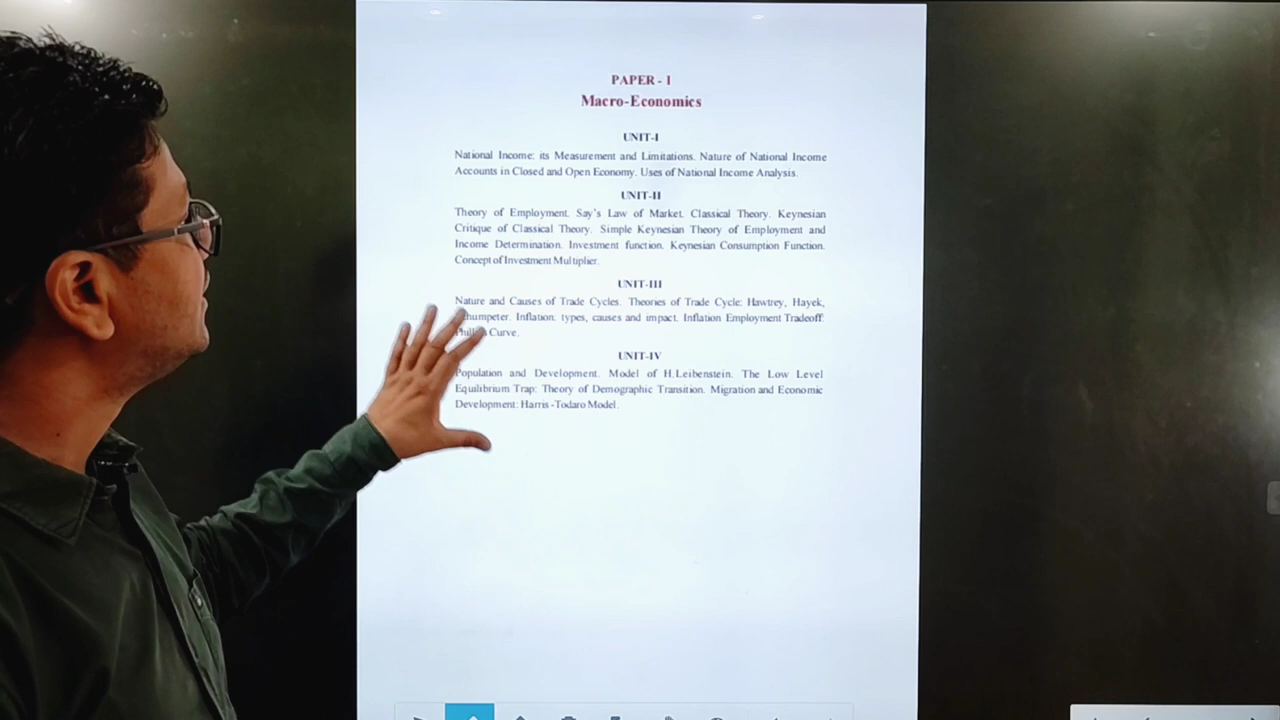 PAPER - I
Macro-Economics
UNIT-I
National Income: its Measurement and Limitations. Nature of National Income
Accounts in Closed and Open Economy. Uses of National Income Analysis.
UNIT-II
Theory of Employment. Say's Law of Market. Classical Theory. Keynesian
Critique of Classical Theory. Simple Keynesian Theory of Employment and
Income Determination. Investment function. Keynesian Consumption Function.
Concept of Investment Multiplier.
UNIT-III
Nature and Causes of Trade Cycles. Theories of Trade Cycle: Hawtrey, Hayek,
Inflation: types, causes and impact. Inflation Employment Tradeoff:
Curve.
UNIT-IV
Population and Development. Model of H.Leibenstein. The Low Level
Equilibrium Trap: Theory of Demographic Transition. Migration and Economic
Development: Harris -Todaro Model.